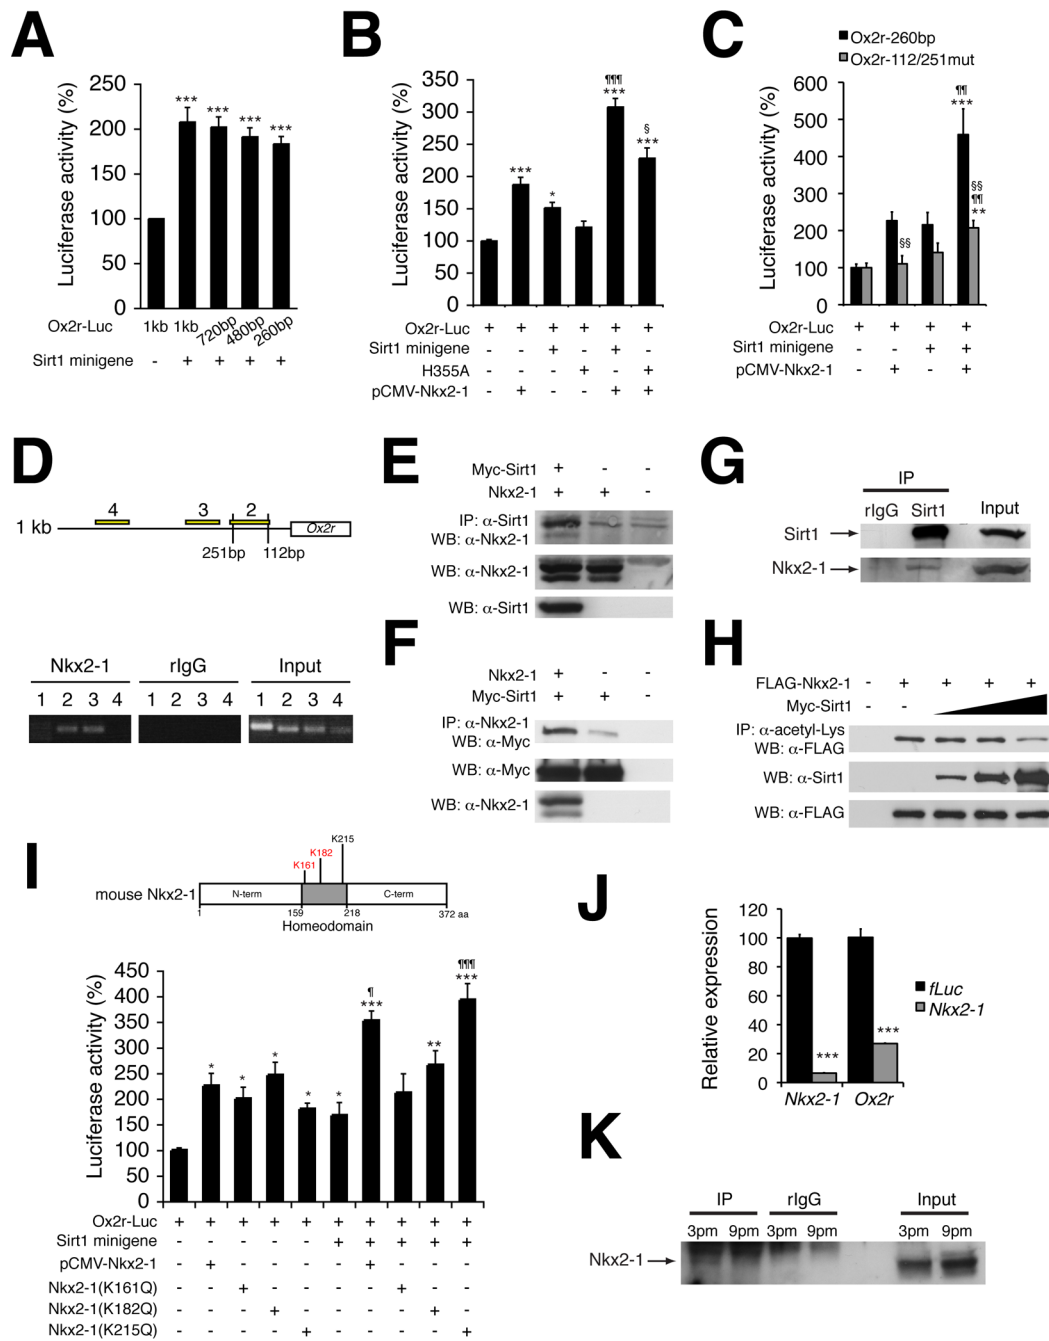 A
Luciferase activity (%)
250
200
150
100
50
0
***
***
***
***
Ox2r-Luc 1kb 1kb 720bp 480bp 260bp
Sirt1 minigene - + + + +
B
Luciferase activity (%)
350
300
250
200
150
100
50
0
***
*
¶¶¶
***
§
***
Ox2r-Luc + + + + + +
Sirt1 minigene - - + - + -
H355A - - - + - +
pCMV-Nkx2-1 - + - - + +
C
Ox2r-260bp
Ox2r-112/251mut
Luciferase activity (%)
600
500
400
300
200
100
0
§§
¶¶
***
§§
¶¶
**
Ox2r-Luc + + + +
Sirt1 minigene - - + +
pCMV-Nkx2-1 - + - +
D
4 3 2
1 kb Ox2r
251bp 112bp
Nkx2-1 rIgG Input
1 2 3 4 1 2 3 4 1 2 3 4
E
Myc-Sirt1 + - -
Nkx2-1 + + -
IP: α-Sirt1
WB: α-Nkx2-1
WB: α-Nkx2-1
WB: α-Sirt1
F
Nkx2-1 + - -
Myc-Sirt1 + + -
IP: α-Nkx2-1
WB: α-Myc
WB: α-Myc
WB: α-Nkx2-1
G
IP
rIgG Sirt1 Input
Sirt1
Nkx2-1
H
FLAG-Nkx2-1 - + + + +
Myc-Sirt1 - -
IP: α-acetyl-Lys
WB: α-FLAG
WB: α-Sirt1
WB: α-FLAG
I
K215
K182
K161
mouse Nkx2-1 N-term C-term
1 159 218 372 aa
Homeodomain
Luciferase activity (%)
450
400
350
300
250
200
150
100
50
0
*
*
*
*
*
¶
***
**
¶¶¶
***
Ox2r-Luc + + + + + + + + + +
Sirt1 minigene - - - - - + + + + +
pCMV-Nkx2-1 - + - - - - + - - -
Nkx2-1(K161Q) - - + - - - - + - -
Nkx2-1(K182Q) - - - + - - - - + -
Nkx2-1(K215Q) - - - - + - - - - +
J
Relative expression
120
100
80
60
40
20
0
***
***
Nkx2-1 Ox2r
fLuc
Nkx2-1
K
IP rIgG Input
3pm 9pm 3pm 9pm 3pm 9pm
Nkx2-1